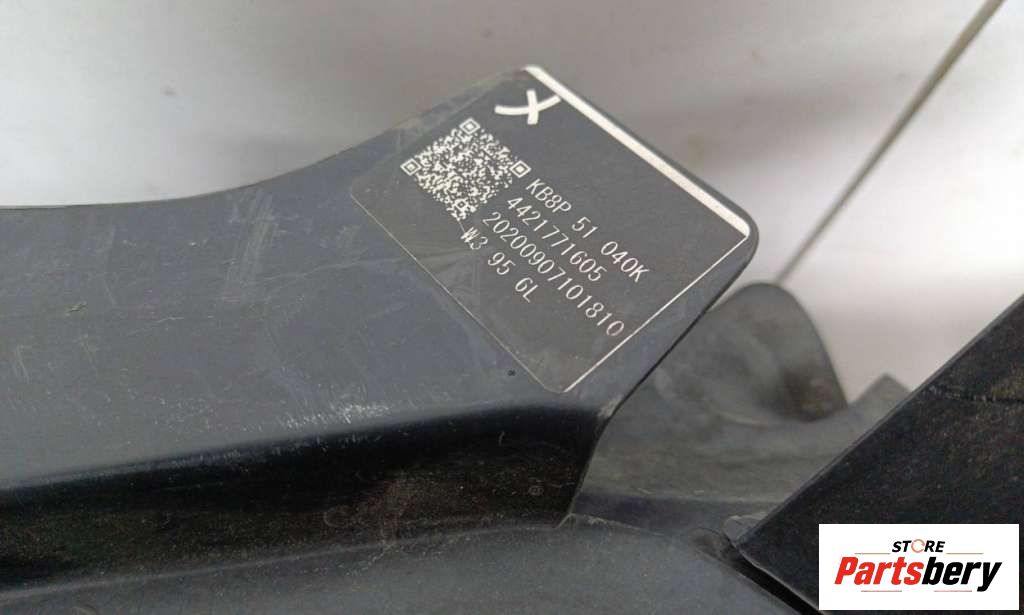 X
KB8P 51 040K
4421771605
20200907101810
W3 95 6L
STORE
Partsbery